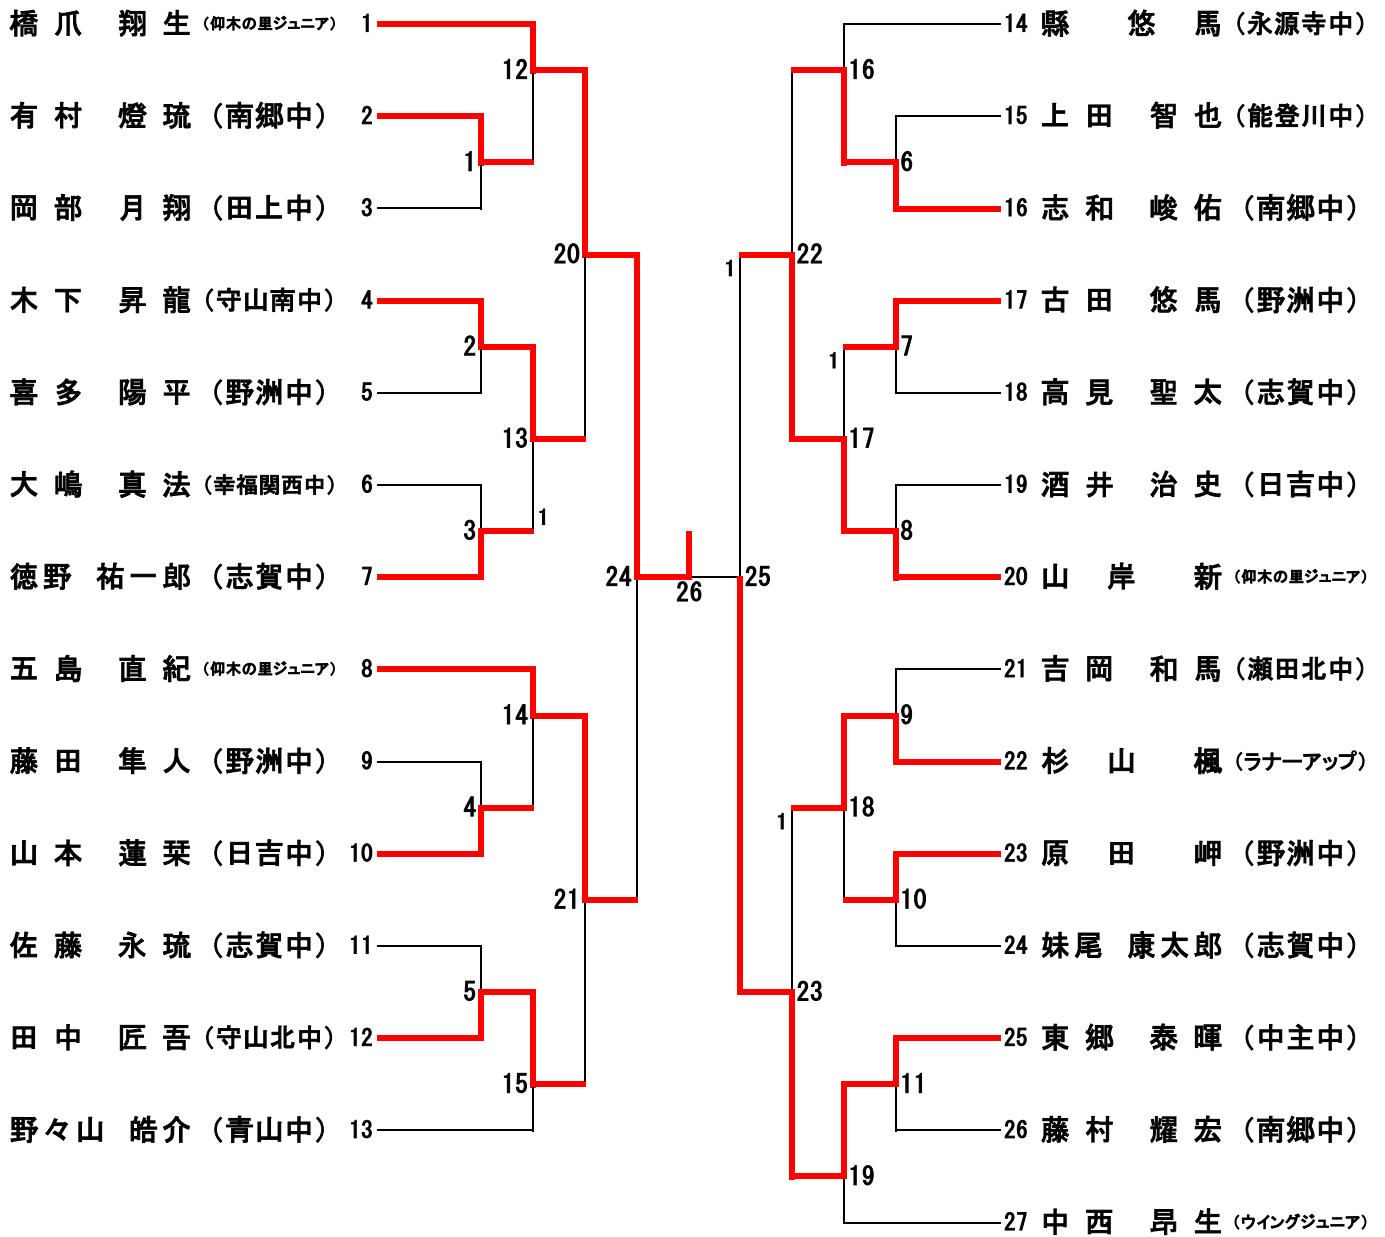 橋爪 翔生 (仰木の里ジュニア) 1
有村 燈琉 (南郷中) 2
岡部 月翔 (田上中) 3
木下 昇龍 (守山南中) 4
喜多 陽平 (野洲中) 5
大嶋 真法 (幸福関西中) 6
徳野 祐一郎 (志賀中) 7
五島 直紀 (仰木の里ジュニア) 8
藤田 隼人 (野洲中) 9
山本 蓮栞 (日吉中) 10
佐藤 永琉 (志賀中) 11
田中 匠吾 (守山北中) 12
野々山 皓介 (青山中) 13
1
2
3
1
4
5
12
13
14
15
20
21
24
26
25
1
22
23
1
16
1
17
18
19
6
7
8
9
10
11
14 縣 悠 馬 (永源寺中)
15 上田 智也 (能登川中)
16 志和 峻佑 (南郷中)
17 古田 悠馬 (野洲中)
18 高見 聖太 (志賀中)
19 酒井 治史 (日吉中)
20 山岸 新 (仰木の里ジュニア)
21 吉岡 和馬 (瀬田北中)
22 杉山 楓 (ラナーアップ)
23 原田 岬 (野洲中)
24 妹尾 康太郎 (志賀中)
25 東郷 泰暉 (中主中)
26 藤村 耀宏 (南郷中)
27 中西 昂生 (ウイングジュニア)